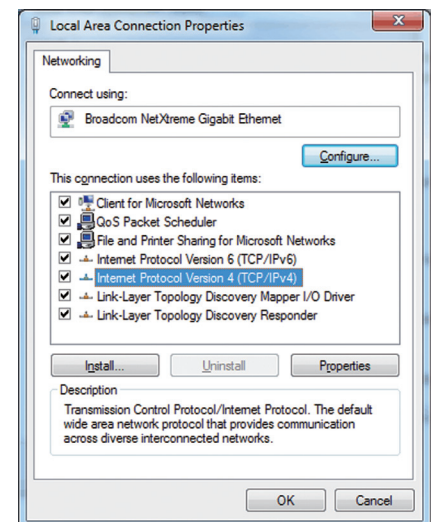 Local Area Connection Properties
Networking
Connect using:
Broadcom NetXtreme Gigabit Ethernet
Configure...
This connection uses the following items:
Client for Microsoft Networks
QoS Packet Scheduler
File and Printer Sharing for Microsoft Networks
Internet Protocol Version 6 (TCP/IPv6)
Internet Protocol Version 4 (TCP/IPv4)
Link-Layer Topology Discovery Mapper I/O Driver
Link-Layer Topology Discovery Responder
Install...
Uninstall
Properties
Description
Transmission Control Protocol/Internet Protocol. The default
wide area network protocol that provides communication
across diverse interconnected networks.
OK
Cancel